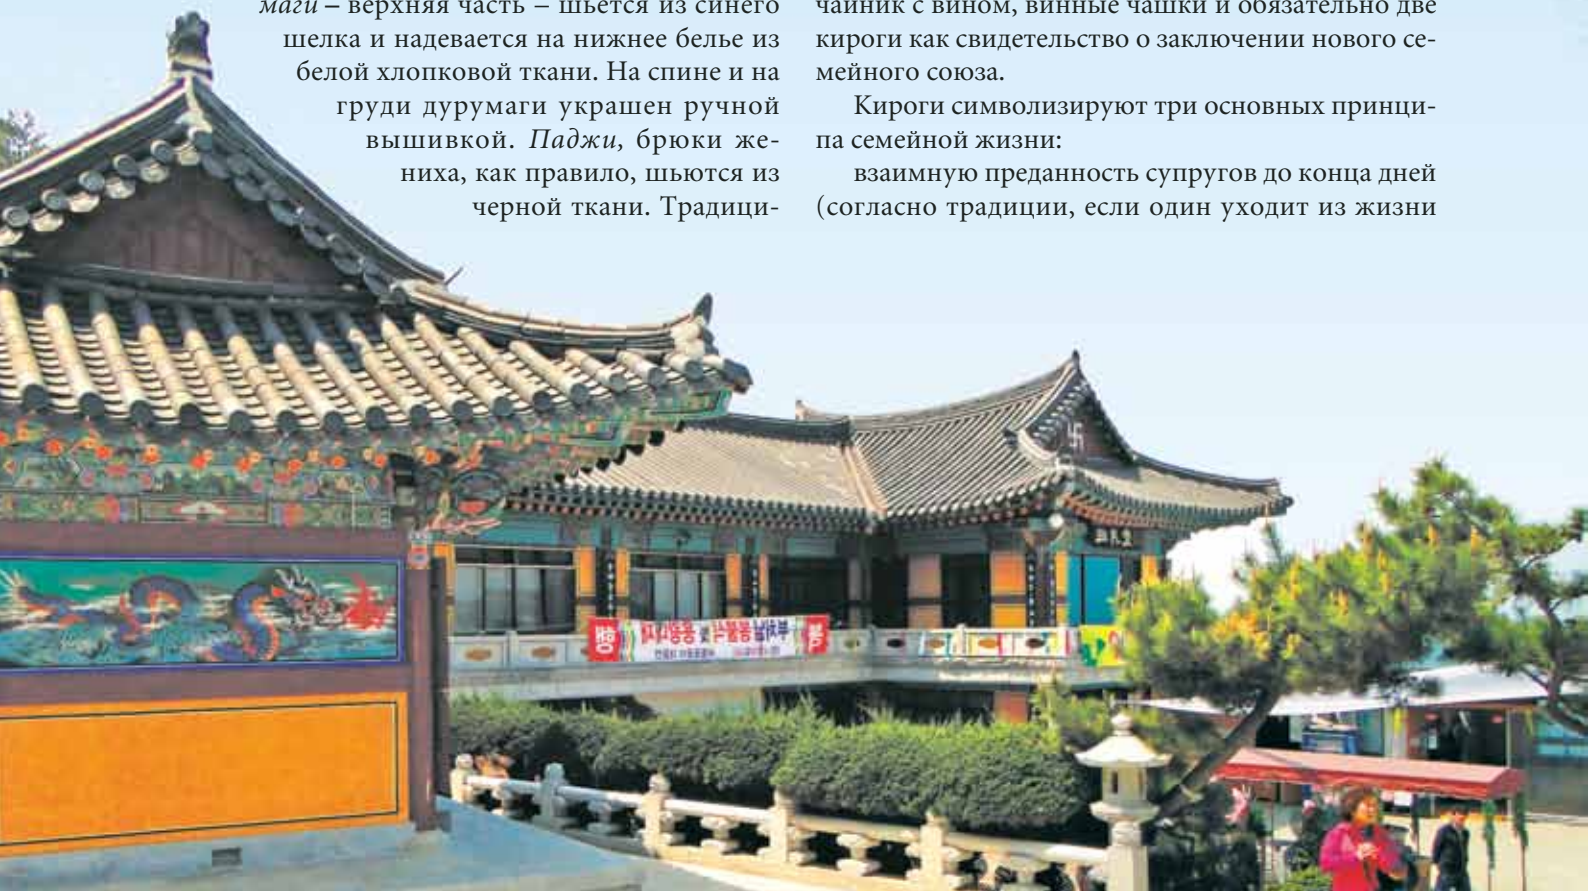 маги – верхняя часть – шьется из синего
шелка и надевается на нижнее белье из
белой хлопковой ткани. На спине и на
груди дурумаги украшен ручной
вышивкой. Паджи, брюки же-
ниха, как правило, шьются из
черной ткани. Традици-
чайник с вином, винные чашки и обязательно две
кироги как свидетельство о заключении нового се-
мейного союза.
Кироги символизируют три основных принци-
па семейной жизни:
взаимную преданность супругов до конца дней
(согласно традиции, если один уходит из жизни
卐